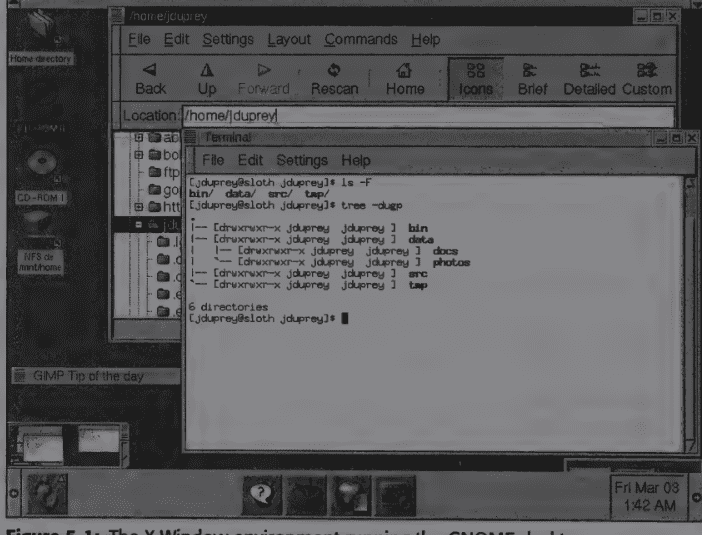 /home/jduprey
File Edit Settings Layout Commands Help
Back Up Forward Rescan Home Icons Brief Detailed Custom
Home directory
Location: /home/jduprey
Terminal
File Edit Settings Help
CD-ROM 1
[jduprey@sloth jduprey]$ ls -F
bin/ data/ src/ tmp/
[jduprey@sloth jduprey]$ tree -dugp
.
|-- [drwxrwxr-x jduprey jduprey ] bin
|-- [drwxrwxr-x jduprey jduprey ] data
| |-- [drwxrwxr-x jduprey jduprey ] docs
| `-- [drwxrwxr-x jduprey jduprey ] photos
|-- [drwxrwxr-x jduprey jduprey ] src
`-- [drwxrwxr-x jduprey jduprey ] tmp
6 directories
[jduprey@sloth jduprey]$
ftp
NFS dir
mnt/home
GIMP Tip of the day
Fri Mar 03
1:42 AM